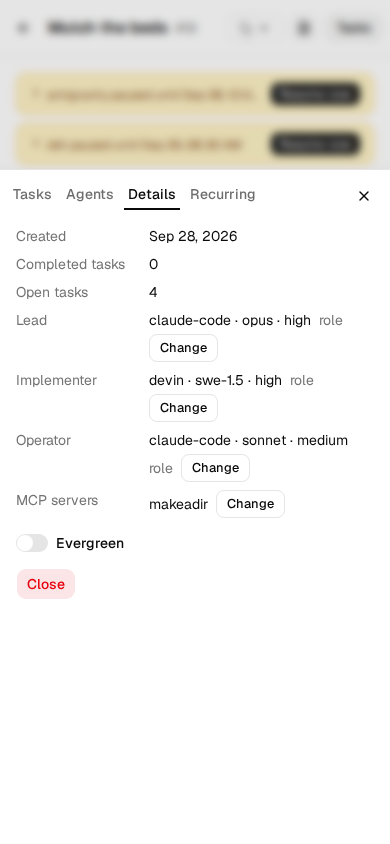 Tasks Agents Details Recurring
Created Sep 28, 2026
Completed tasks 0
Open tasks 4
Lead claude-code · opus · high role
Change
Implementer devin · swe-1.5 · high role
Change
Operator claude-code · sonnet · medium
role Change
MCP servers makeadir Change
Evergreen
Close